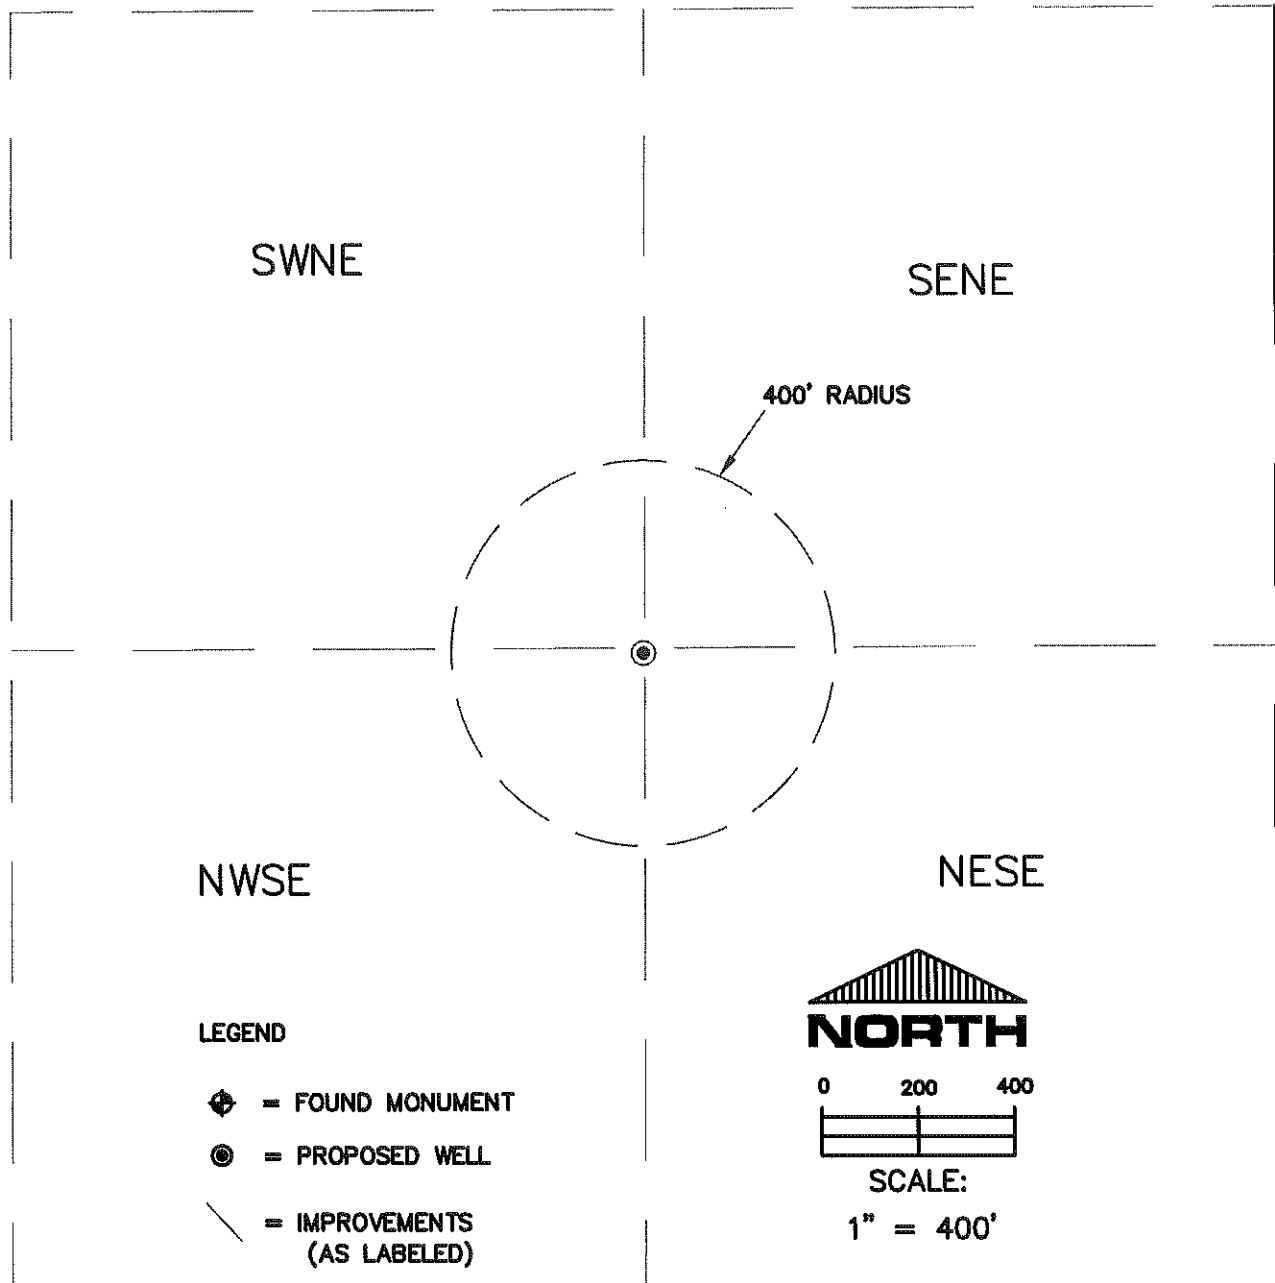 SWNE
SENE
400' RADIUS
NWSE
NESE
LEGEND
= FOUND MONUMENT
= PROPOSED WELL
= IMPROVEMENTS
(AS LABELED)
NORTH
0 200 400
SCALE:
1" = 400'